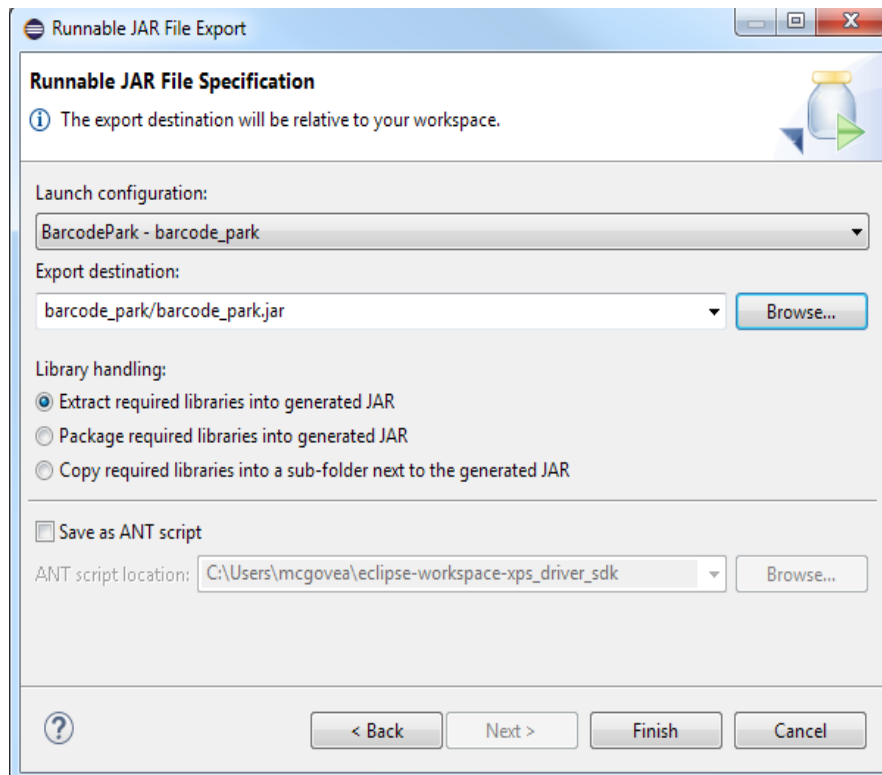 Runnable JAR File Export
Runnable JAR File Specification
The export destination will be relative to your workspace.
Launch configuration:
BarcodePark - barcode_park
Export destination:
barcode_park/barcode_park.jar Browse...
Library handling:
Extract required libraries into generated JAR
Package required libraries into generated JAR
Copy required libraries into a sub-folder next to the generated JAR
Save as ANT script
ANT script location: C:\Users\mcgovea\eclipse-workspace-xps_driver_sdk Browse...
? < Back Next > Finish Cancel